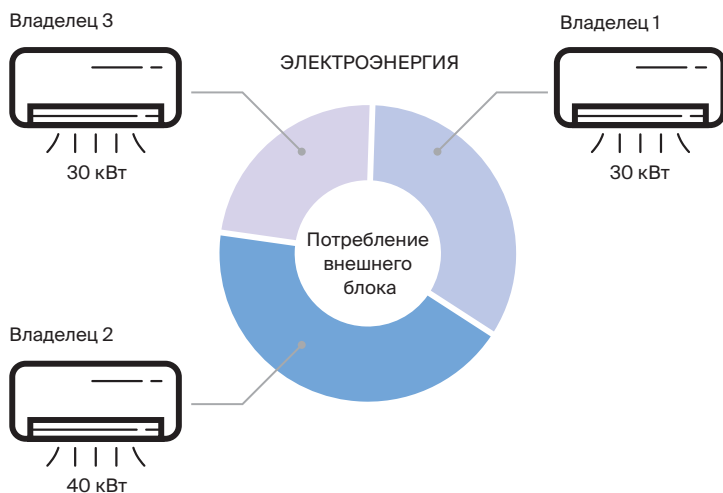 Владелец 3
Владелец 1
ЭЛЕКТРОЭНЕРГИЯ
30 кВт
30 кВт
Потребление
внешнего
блока
Владелец 2
40 кВт